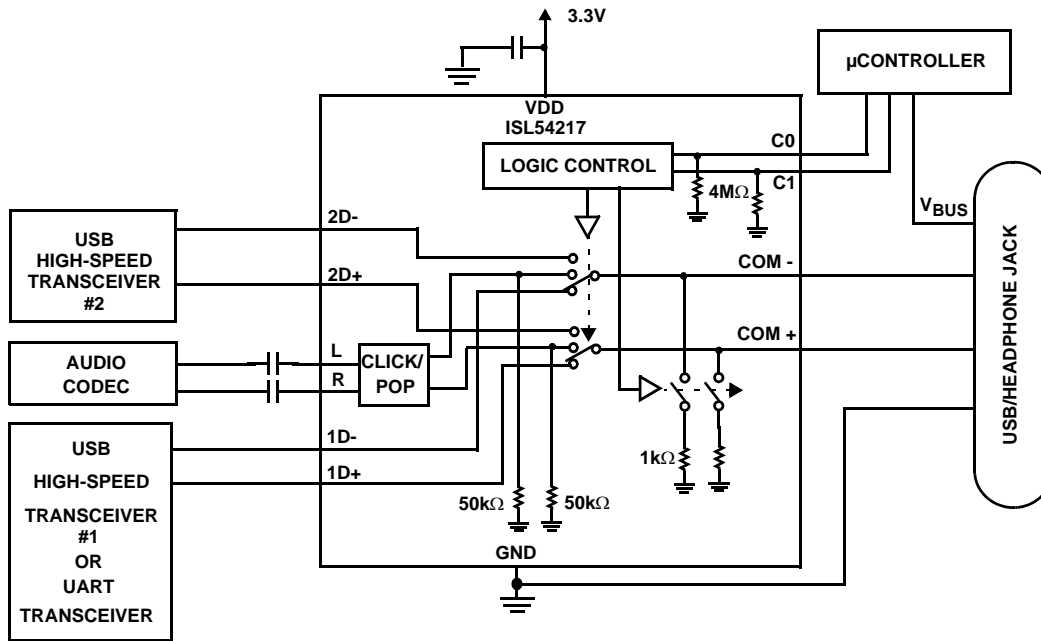 3.3V
µCONTROLLER
VDD
ISL54217
LOGIC CONTROL
C0
C1
4MΩ
VBUS
2D-
2D+
USB
HIGH-SPEED
TRANSCEIVER
#2
COM -
COM +
AUDIO
CODEC
L
R
CLICK/
POP
USB/HEADPHONE JACK
1D-
1D+
USB
HIGH-SPEED
TRANSCEIVER
#1
OR
UART
TRANSCEIVER
50kΩ
50kΩ
1kΩ
GND